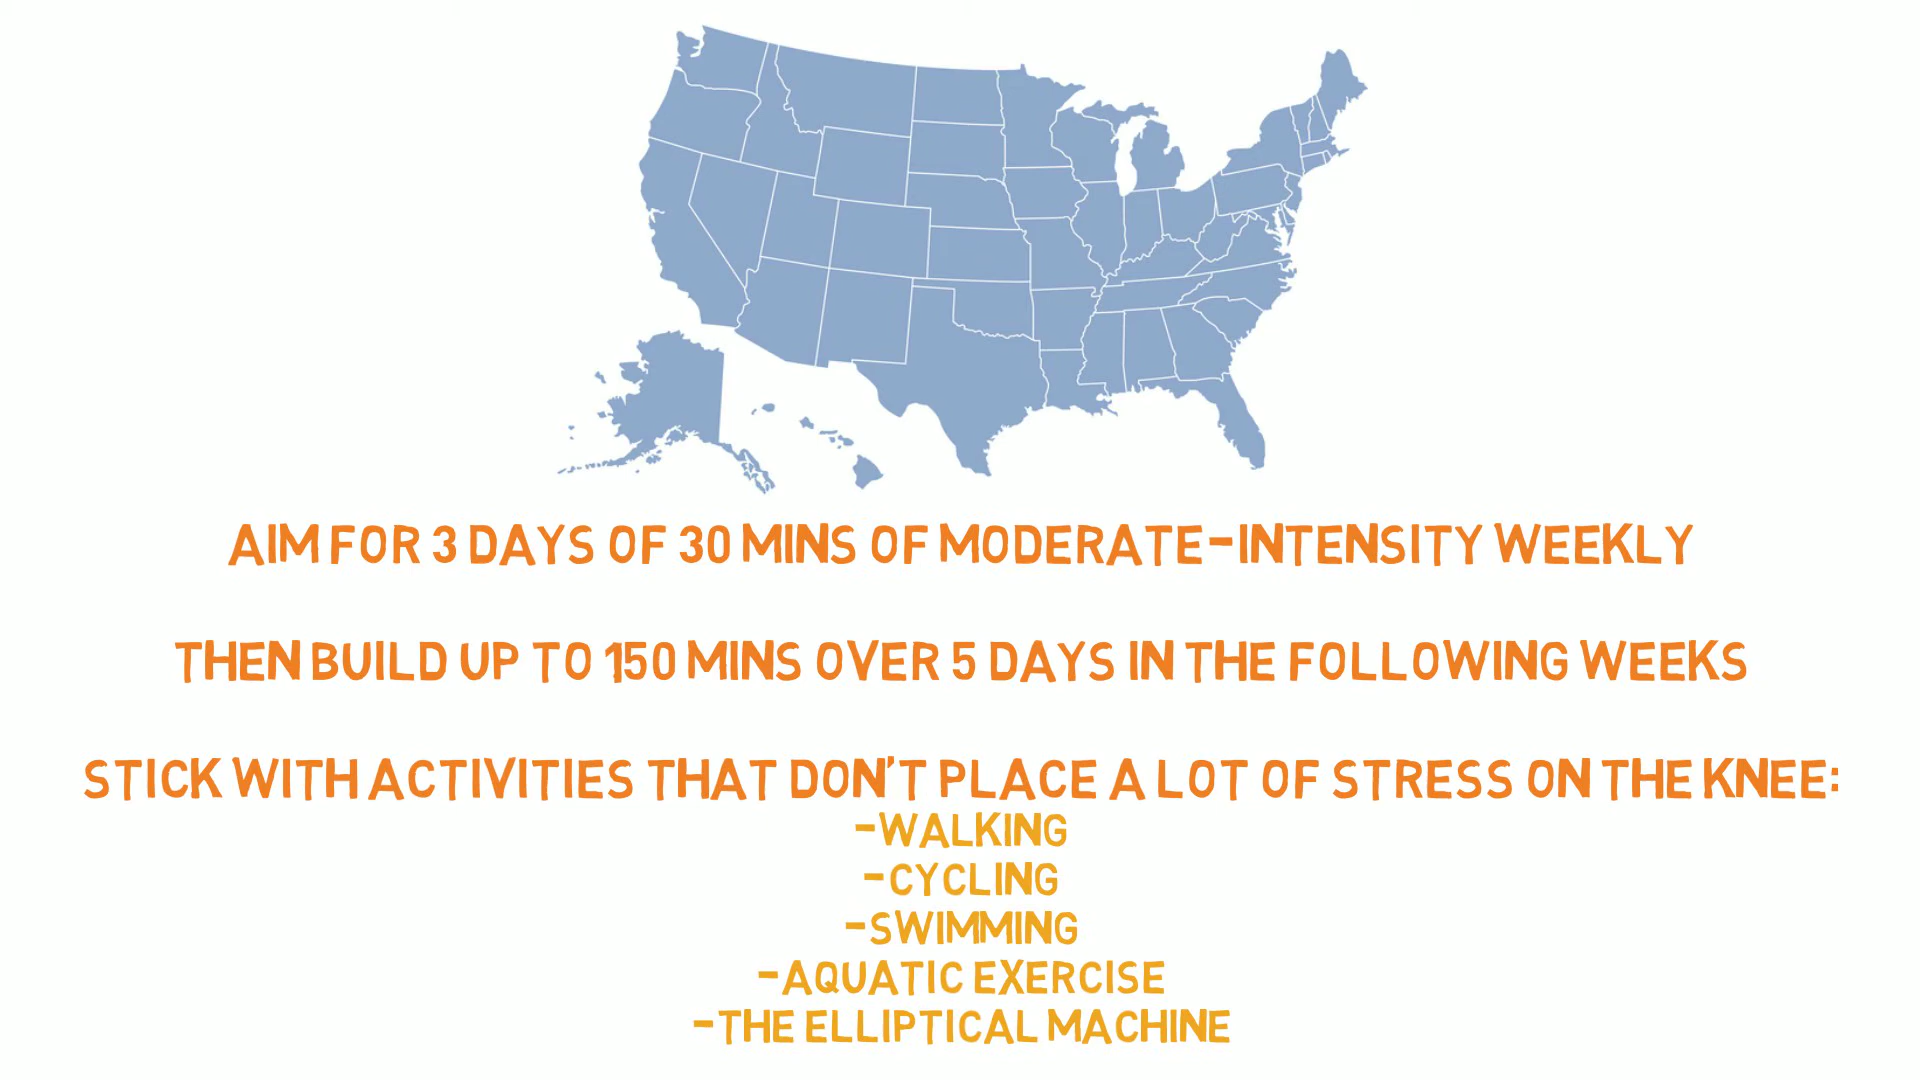 AIM FOR 3 DAYS OF 30 MINS OF MODERATE-INTENSITY WEEKLY
THEN BUILD UP TO 150 MINS OVER 5 DAYS IN THE FOLLOWING WEEKS
STICK WITH ACTIVITIES THAT DON'T PLACE A LOT OF STRESS ON THE KNEE:
-WALKING
-CYCLING
-SWIMMING
-AQUATIC EXERCISE
-THE ELLIPTICAL MACHINE